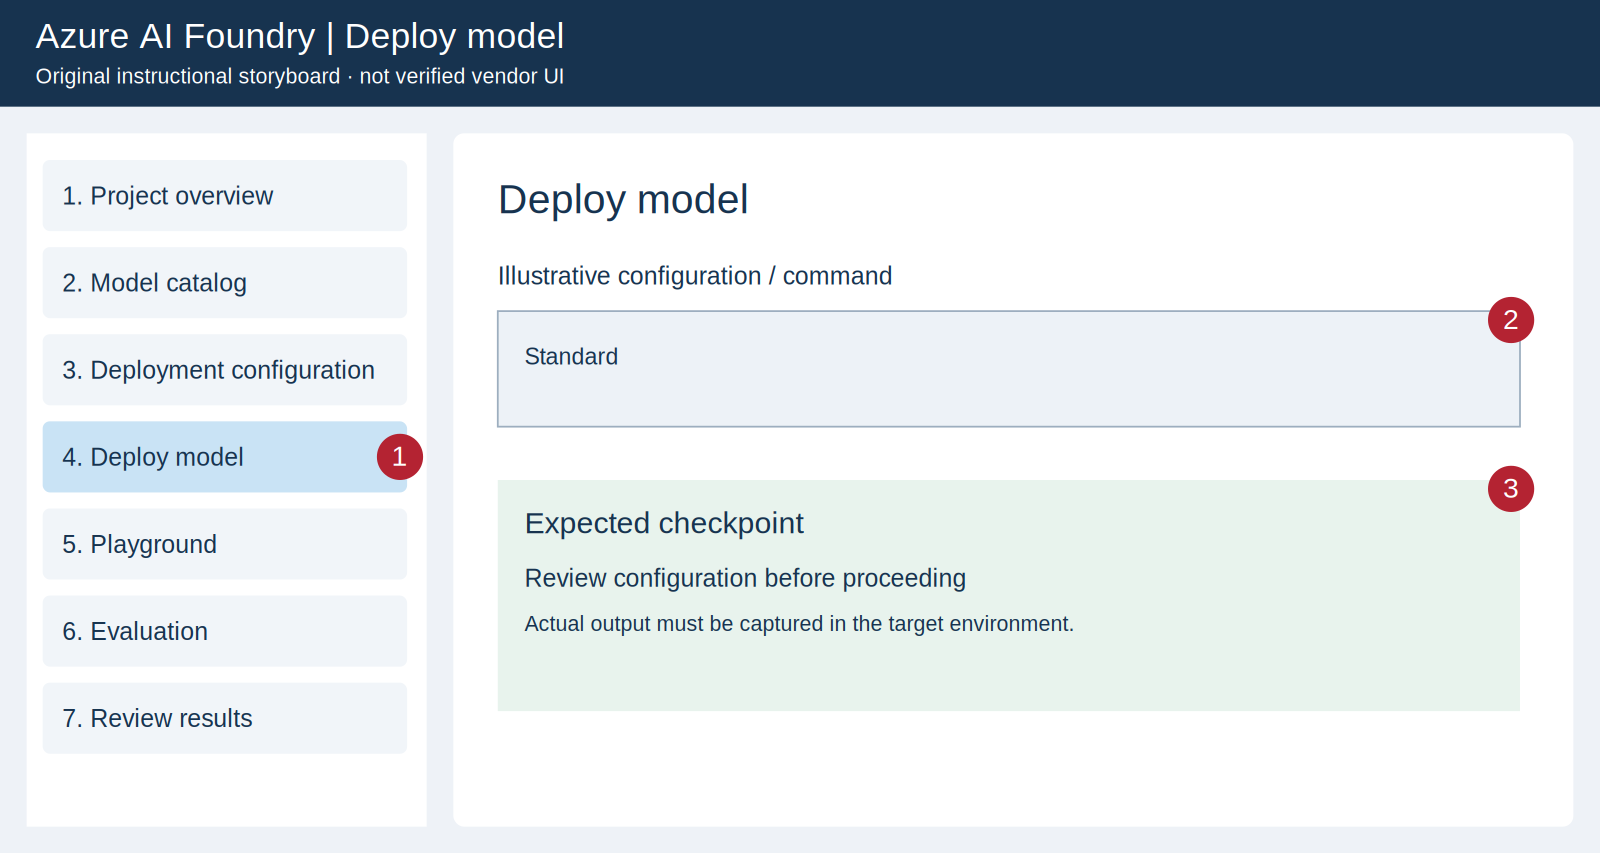 Azure AI Foundry | Deploy model
Original instructional storyboard · not verified vendor UI
1. Project overview
2. Model catalog
3. Deployment configuration
4. Deploy model
1
5. Playground
6. Evaluation
7. Review results
Deploy model
Illustrative configuration / command
2
Standard
3
Expected checkpoint
Review configuration before proceeding
Actual output must be captured in the target environment.